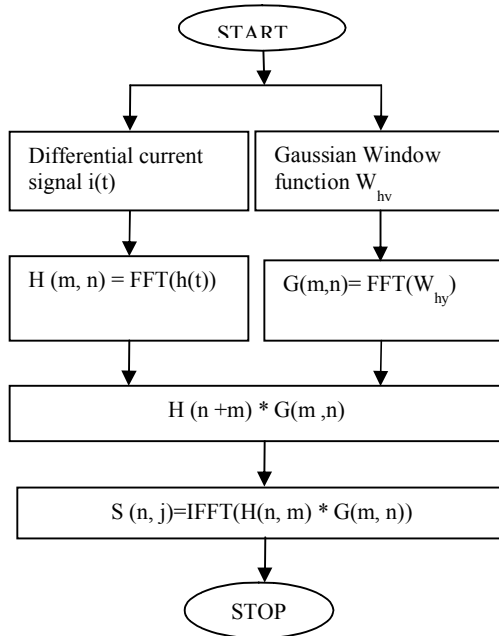 START
Differential current
signal i(t)
Gaussian Window
function W_hv
H (m, n) = FFT(h(t))
G(m,n)= FFT(W_hy)
H (n +m) * G(m ,n)
S (n, j)=IFFT(H(n, m) * G(m, n))
STOP